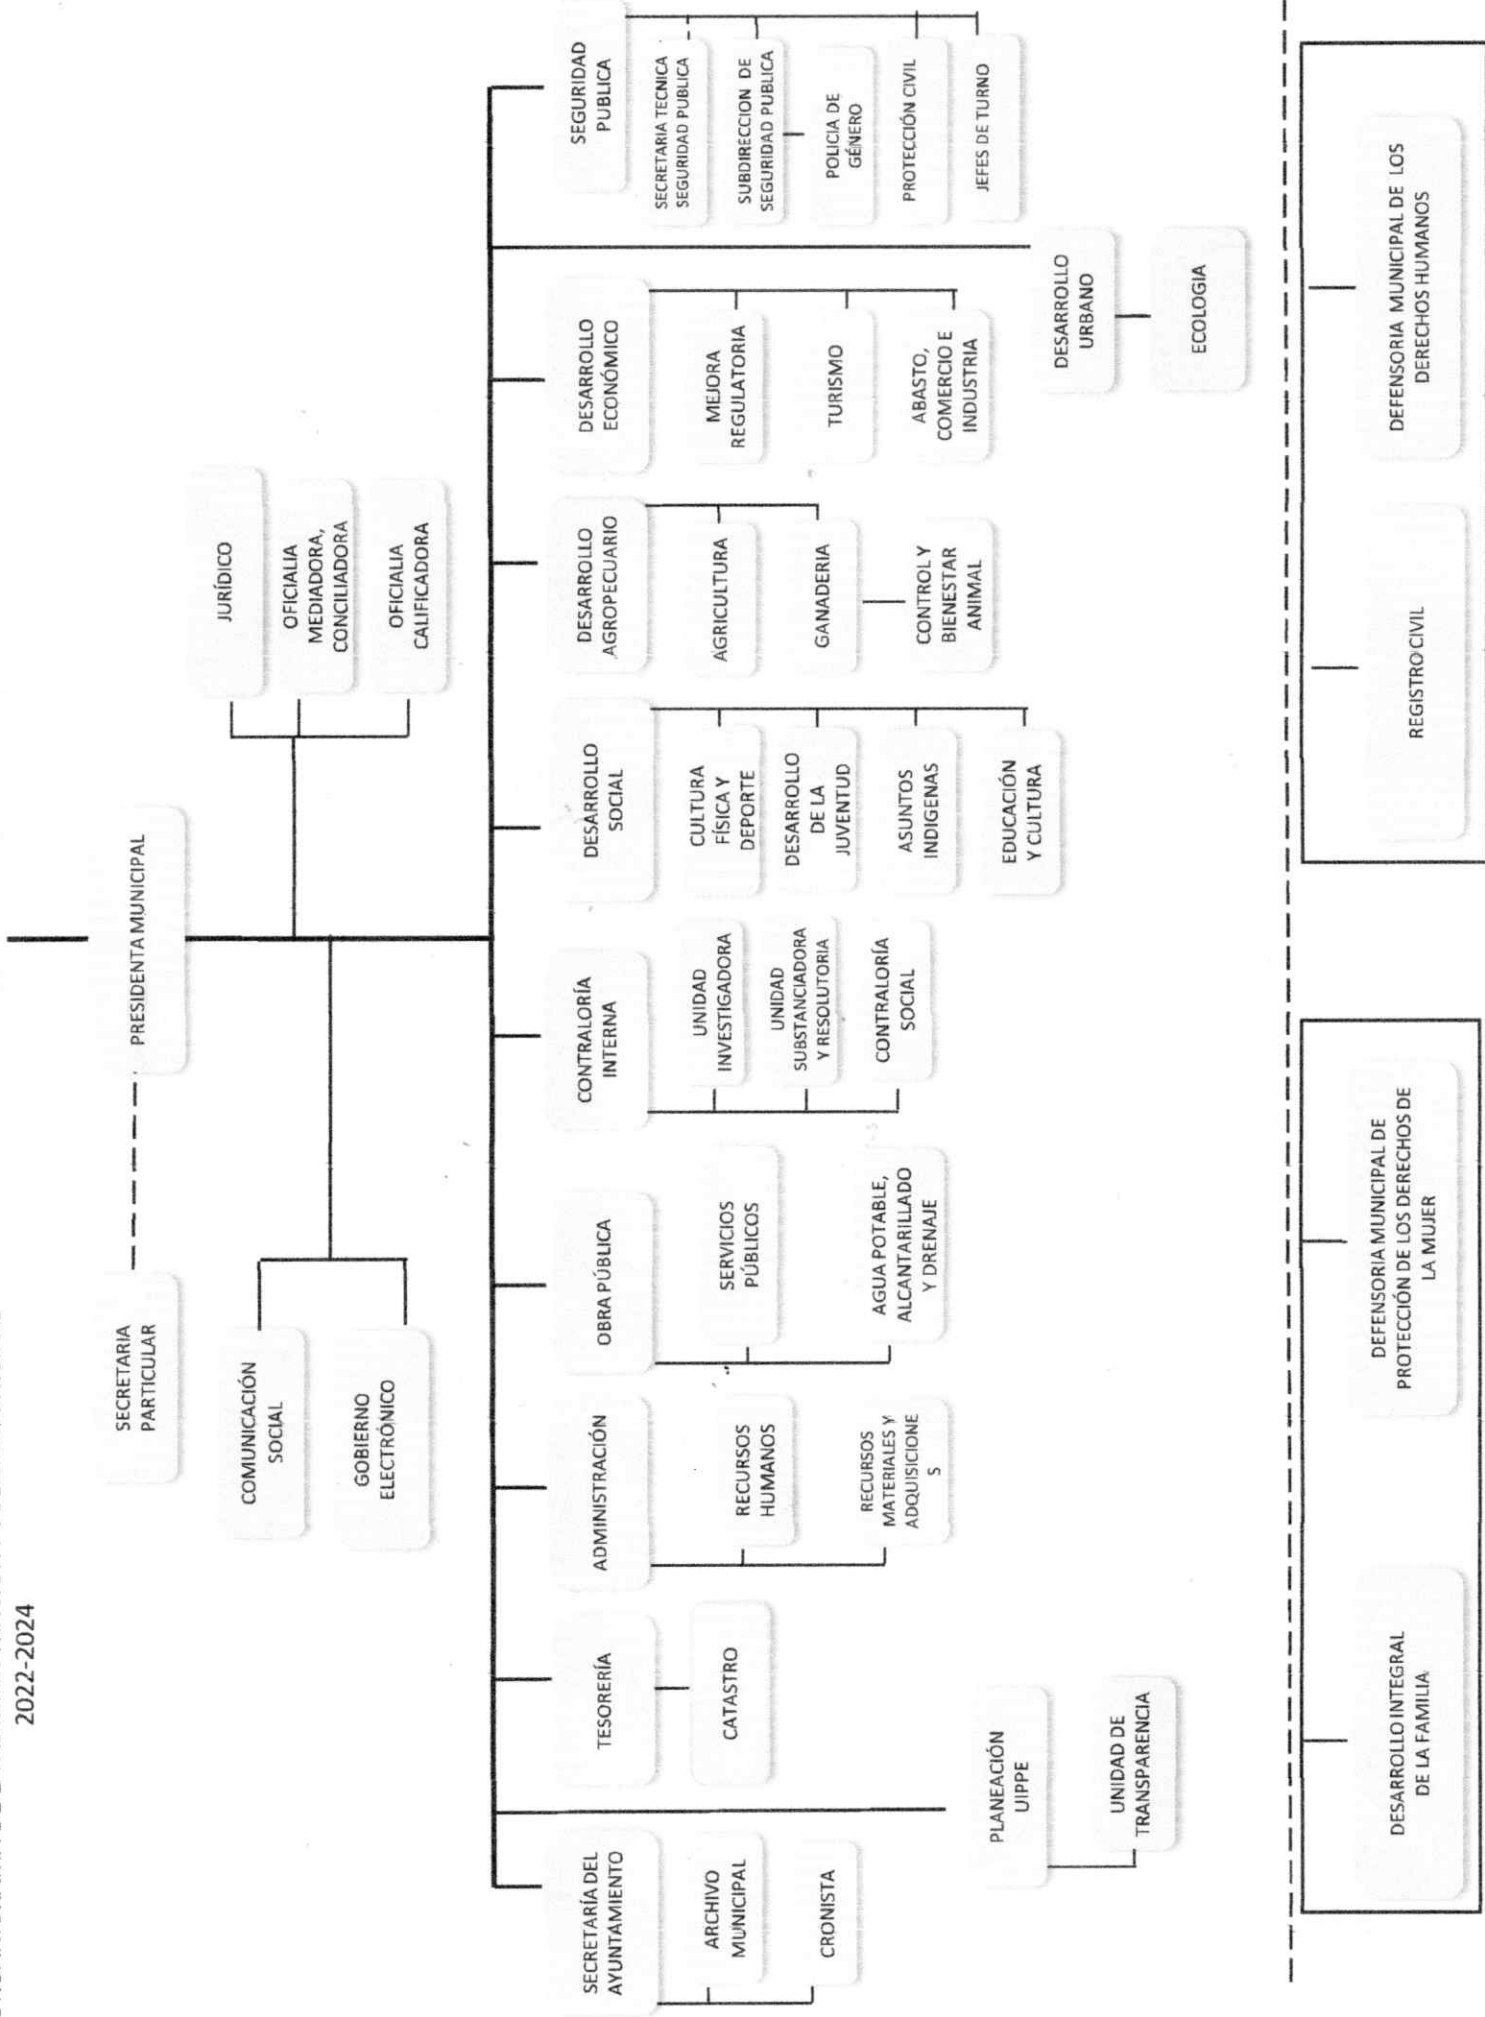 2022-2024
PRESIDENTA MUNICIPAL
SECRETARIA
PARTICULAR
COMUNICACIÓN
SOCIAL
GOBIERNO
ELECTRÓNICO
JURÍDICO
OFICIALIA
MEDIADORA,
CONCILIADORA
OFICIALIA
CALIFICADORA
SECRETARÍA DEL
AYUNTAMIENTO
ARCHIVO
MUNICIPAL
CRONISTA
PLANEACIÓN
UIPPE
UNIDAD DE
TRANSPARENCIA
TESORERÍA
CATASTRO
ADMINISTRACIÓN
RECURSOS
HUMANOS
RECURSOS
MATERIALES Y
ADQUISICIONE
S
OBRA PÚBLICA
SERVICIOS
PÚBLICOS
AGUA POTABLE,
ALCANTARILLADO
Y DRENAJE
CONTRALORÍA
INTERNA
UNIDAD
INVESTIGADORA
UNIDAD
SUBSTANCIADORA
Y RESOLUTORIA
CONTRALORÍA
SOCIAL
DESARROLLO
SOCIAL
CULTURA
FÍSICA Y
DEPORTE
DESARROLLO
DE LA
JUVENTUD
ASUNTOS
INDIGENAS
EDUCACIÓN
Y CULTURA
DESARROLLO
AGROPECUARIO
AGRICULTURA
GANADERIA
CONTROL Y
BIENESTAR
ANIMAL
DESARROLLO
ECONÓMICO
MEJORA
REGULATORIA
TURISMO
ABASTO,
COMERCIO E
INDUSTRIA
DESARROLLO
URBANO
ECOLOGIA
SEGURIDAD
PUBLICA
SECRETARIA TECNICA
SEGURIDAD PUBLICA
SUBDIRECCION DE
SEGURIDAD PUBLICA
POLICIA DE
GÉNERO
PROTECCIÓN CIVIL
JEFES DE TURNO
DESARROLLO INTEGRAL
DE LA FAMILIA
DEFENSORIA MUNICIPAL DE
PROTECCIÓN DE LOS DERECHOS DE
LA MUJER
REGISTRO CIVIL
DEFENSORIA MUNICIPAL DE LOS
DERECHOS HUMANOS